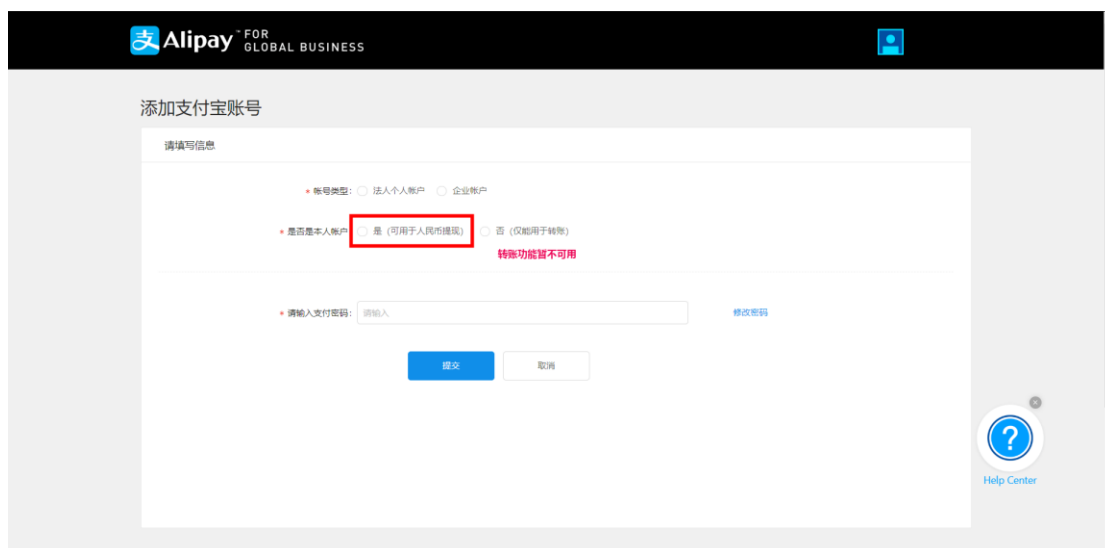 支 Alipay™ FOR
GLOBAL BUSINESS
添加支付宝账号
请填写信息
* 帐号类型： 法人个人帐户 企业帐户
* 是否是本人帐户 是（可用于人民币提现） 否（仅能用于转账）
转账功能暂不可用
* 请输入支付密码： 请输入 修改密码
提交 取消
?
Help Center